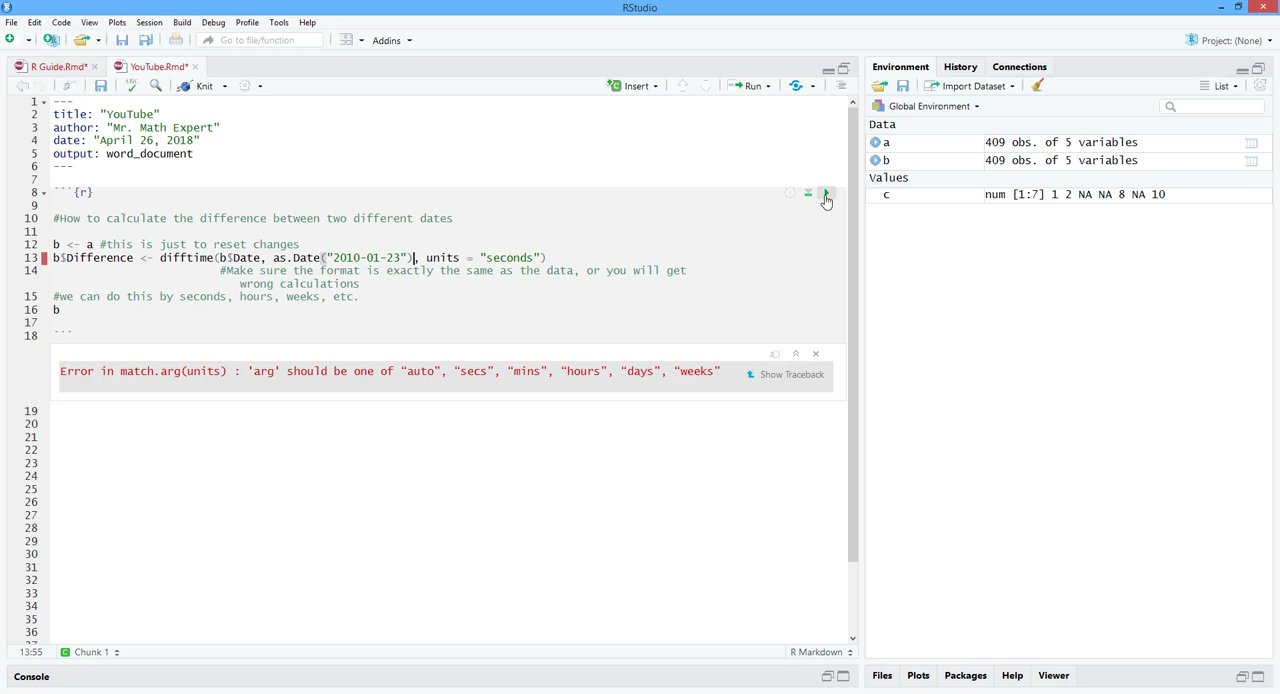 RStudio
File Edit Code View Plots Session Build Debug Profile Tools Help
Go to file/function Addins Project: (None)
R Guide.Rmd* YouTube.Rmd*
ABC Knit Insert Run
1 ---
2 title: "YouTube"
3 author: "Mr. Math Expert"
4 date: "April 26, 2018"
5 output: word_document
6 ---
7
8 ```{r}
9
10 #How to calculate the difference between two different dates
11
12 b <- a #this is just to reset changes
13 b$Difference <- difftime(b$Date, as.Date("2010-01-23"), units = "seconds")
14 #Make sure the format is exactly the same as the data, or you will get
wrong calculations
15 #we can do this by seconds, hours, weeks, etc.
16 b
17
18 ```
Error in match.arg(units) : 'arg' should be one of “auto”, “secs”, “mins”, “hours”, “days”, “weeks”
Show Traceback
19
20
21
22
23
24
25
26
27
28
29
30
31
32
33
34
35
36
13:55 C Chunk 1 R Markdown
Console
Environment History Connections
Import Dataset List
Global Environment
Data
a 409 obs. of 5 variables
b 409 obs. of 5 variables
Values
c num [1:7] 1 2 NA NA 8 NA 10
Files Plots Packages Help Viewer